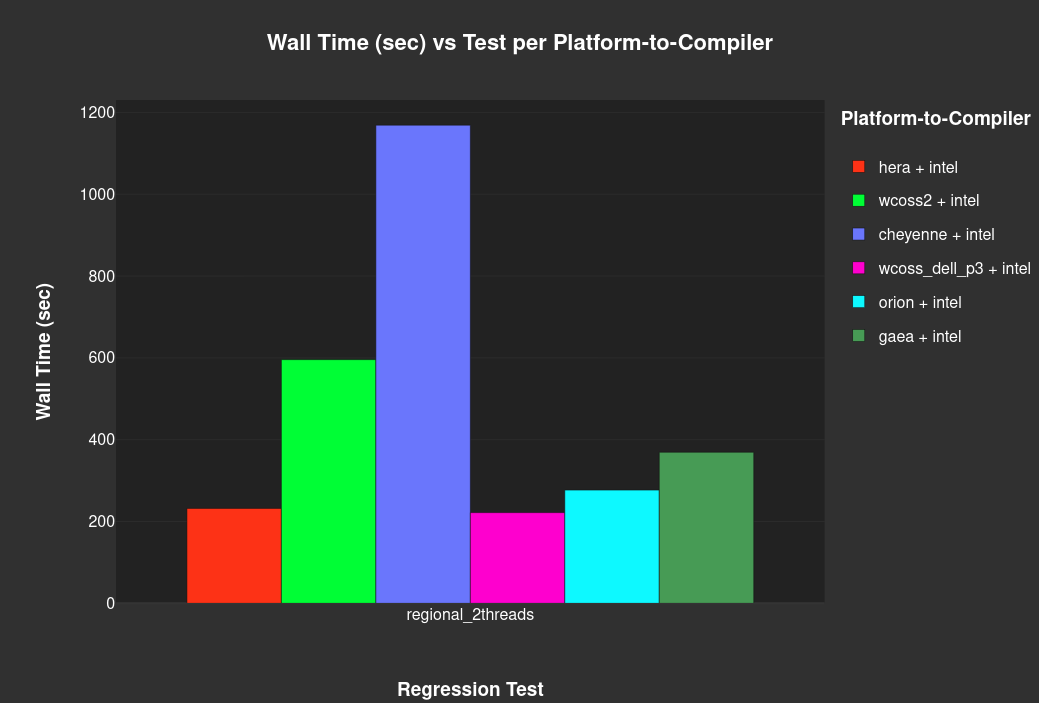 Wall Time (sec) vs Test per Platform-to-Compiler
Platform-to-Compiler
hera + intel
wcoss2 + intel
cheyenne + intel
wcoss_dell_p3 + intel
orion + intel
gaea + intel
Wall Time (sec)
1200
1000
800
600
400
200
0
regional_2threads
Regression Test